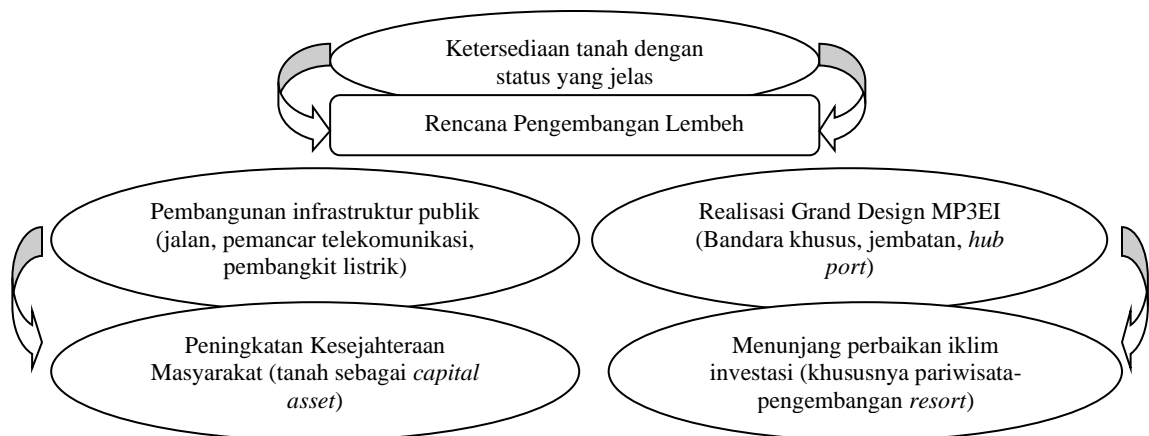 Ketersediaan tanah dengan
status yang jelas
Rencana Pengembangan Lembeh
Pembangunan infrastruktur publik
(jalan, pemancar telekomunikasi,
pembangkit listrik)
Realisasi Grand Design MP3EI
(Bandara khusus, jembatan, hub
port)
Peningkatan Kesejahteraan
Masyarakat (tanah sebagai capital
asset)
Menunjang perbaikan iklim
investasi (khususnya pariwisata-
pengembangan resort)